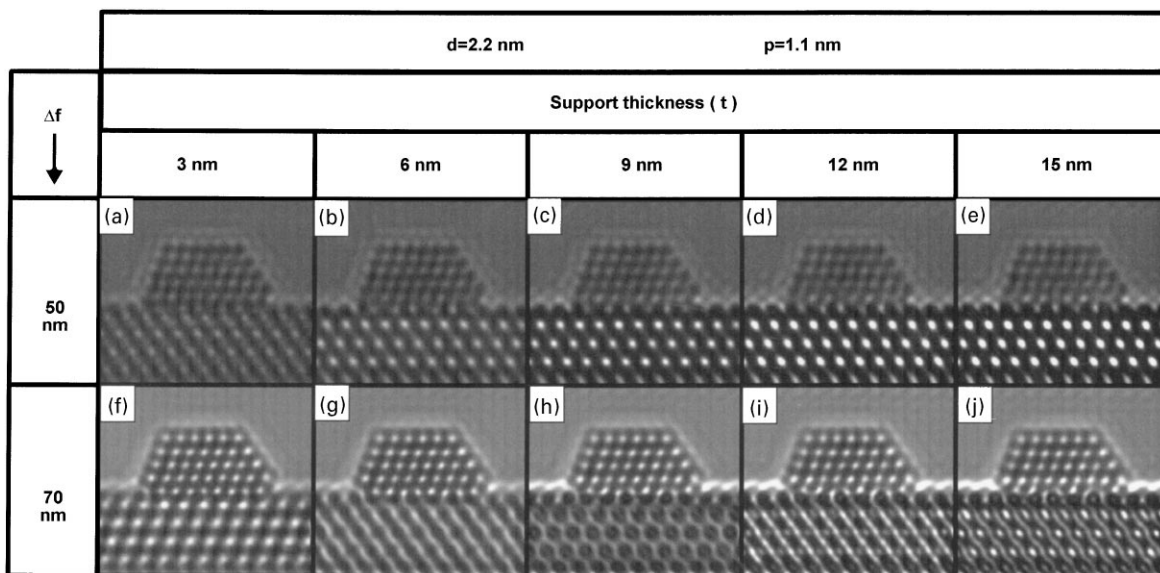 d=2.2 nm p=1.1 nm
Support thickness ( t )
Δf
3 nm 6 nm 9 nm 12 nm 15 nm
(a) (b) (c) (d) (e)
50
nm
(f) (g) (h) (i) (j)
70
nm